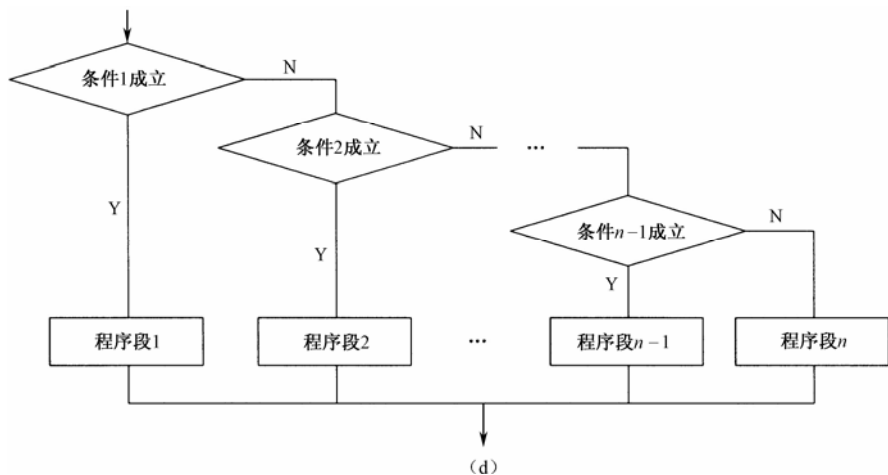 条件1成立
N
条件2成立
N
…
Y
条件n−1成立
N
Y
Y
程序段1
程序段2
…
程序段n−1
程序段n
(d)